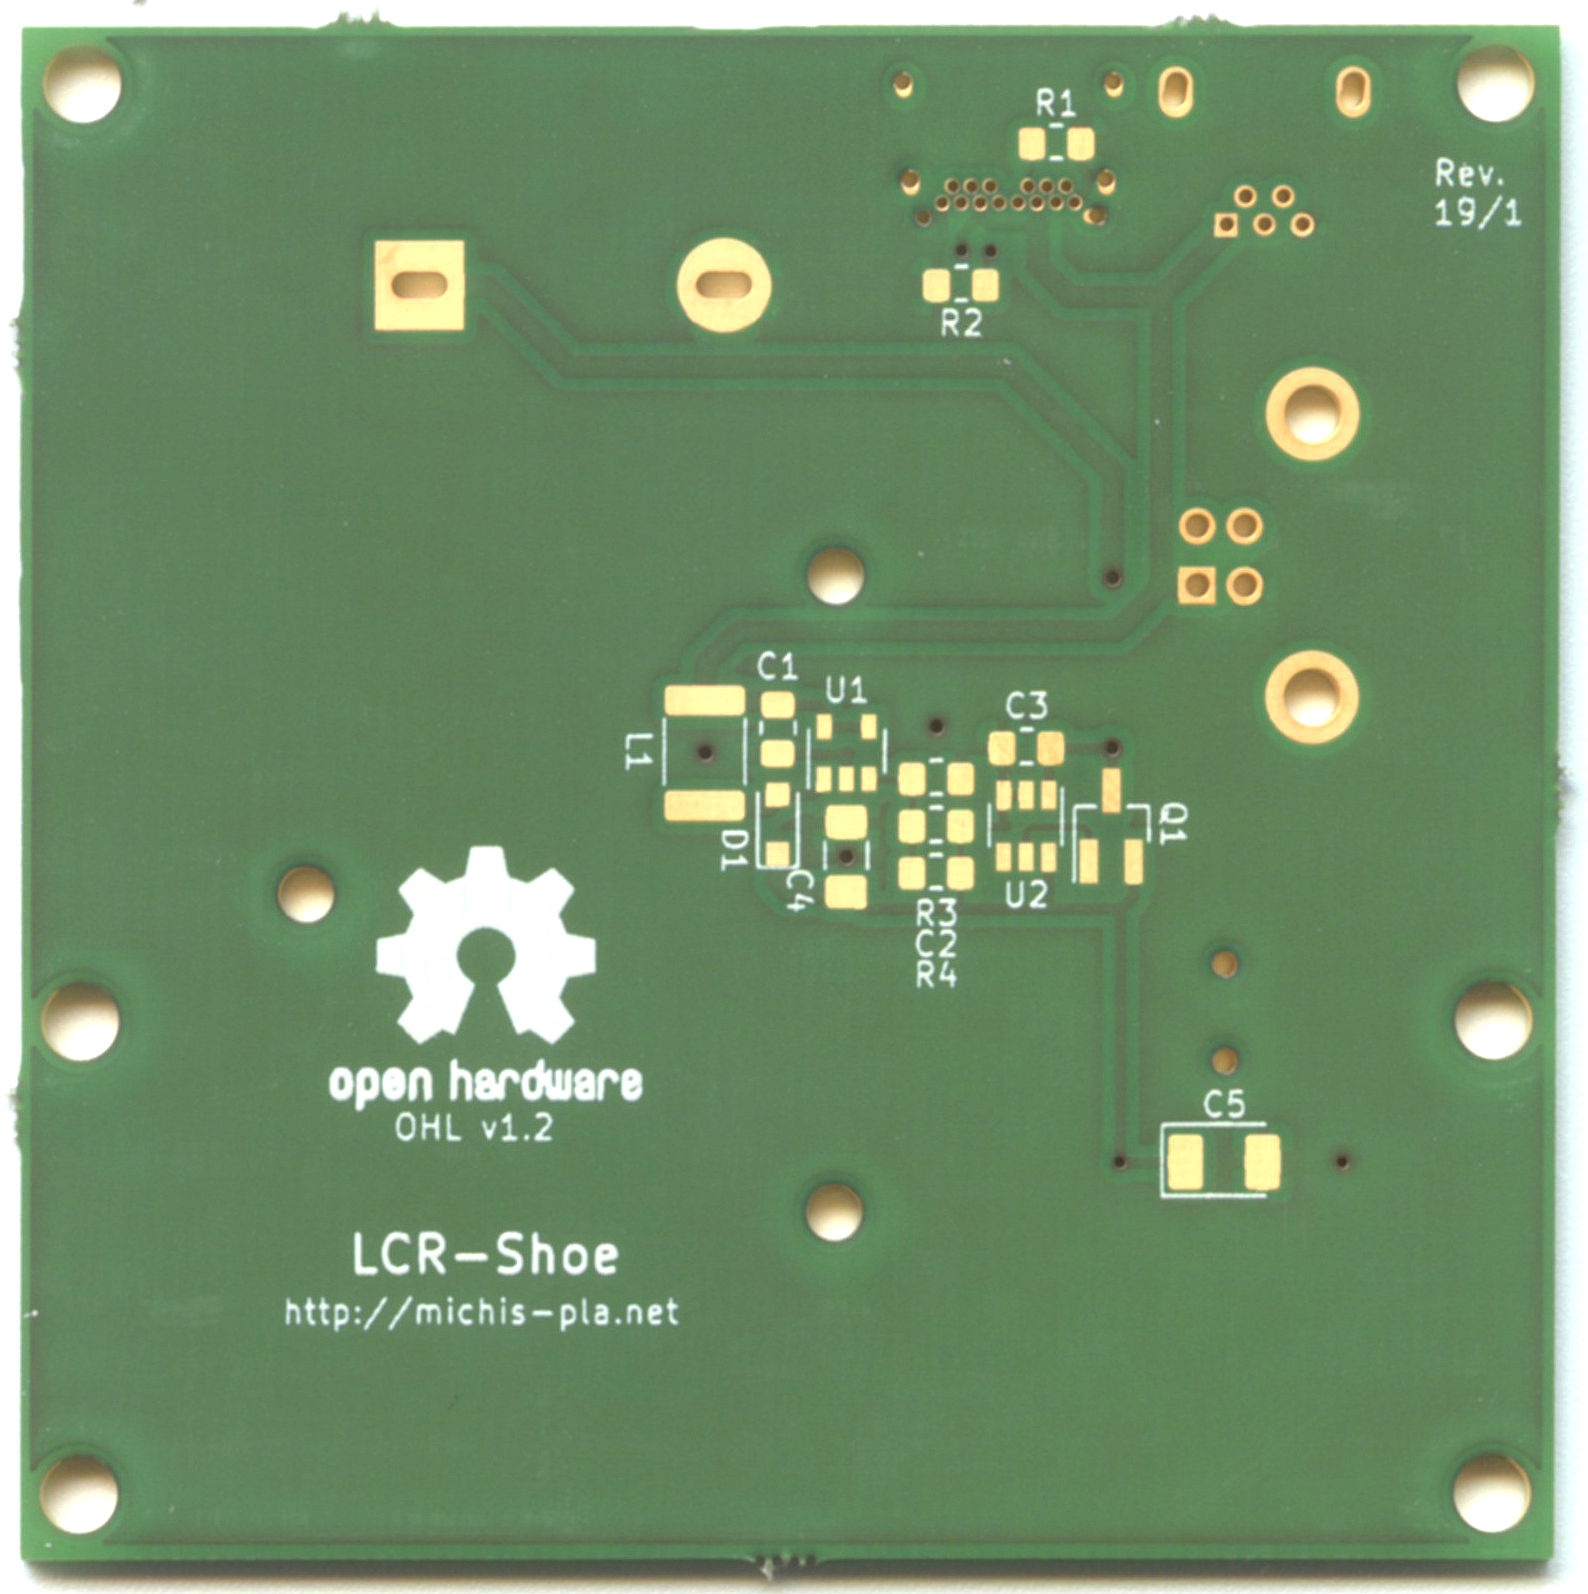 R1
Rev.
19/1
R2
C1
U1
C3
L1
Q1
D1
C4
U2
R3
C2
R4
open hardware
OHL v1.2
C5
LCR-Shoe
http://michis-pla.net